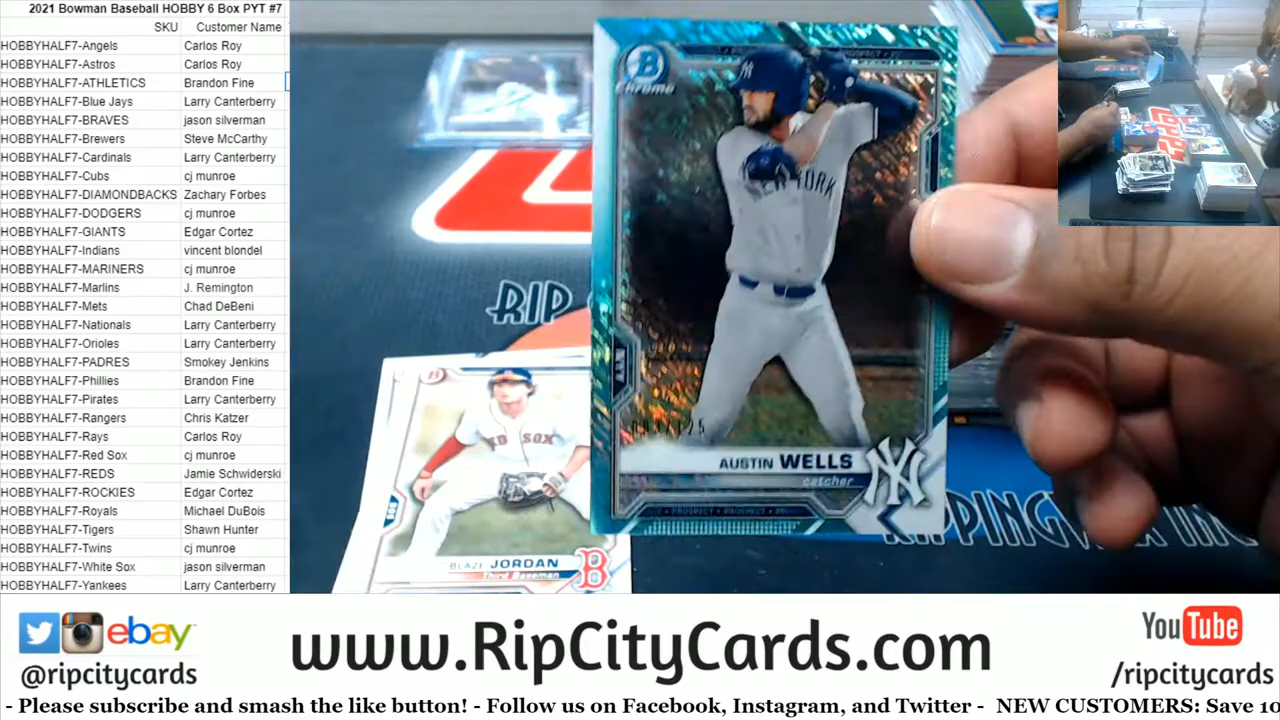 2021 Bowman Baseball HOBBY 6 Box PYT #7
SKU Customer Name
HOBBYHALF7-Angels Carlos Roy
HOBBYHALF7-Astros Carlos Roy
HOBBYHALF7-ATHLETICS Brandon Fine
HOBBYHALF7-Blue Jays Larry Canterberry
HOBBYHALF7-BRAVES jason silverman
HOBBYHALF7-Brewers Steve McCarthy
HOBBYHALF7-Cardinals Larry Canterberry
HOBBYHALF7-Cubs cj munroe
HOBBYHALF7-DIAMONDBACKS Zachary Forbes
HOBBYHALF7-DODGERS cj munroe
HOBBYHALF7-GIANTS Edgar Cortez
HOBBYHALF7-Indians vincent blondel
HOBBYHALF7-MARINERS cj munroe
HOBBYHALF7-Marlins J. Remington
HOBBYHALF7-Mets Chad DeBeni
HOBBYHALF7-Nationals Larry Canterberry
HOBBYHALF7-Orioles Larry Canterberry
HOBBYHALF7-PADRES Smokey Jenkins
HOBBYHALF7-Phillies Brandon Fine
HOBBYHALF7-Pirates Larry Canterberry
HOBBYHALF7-Rangers Chris Katzer
HOBBYHALF7-Rays Carlos Roy
HOBBYHALF7-Red Sox cj munroe
HOBBYHALF7-REDS Jamie Schwiderski
HOBBYHALF7-ROCKIES Edgar Cortez
HOBBYHALF7-Royals Michael DuBois
HOBBYHALF7-Tigers Shawn Hunter
HOBBYHALF7-Twins cj munroe
HOBBYHALF7-White Sox jason silverman
HOBBYHALF7-Yankees Larry Canterberry
B
Chrome
NEW YORK
AUSTIN WELLS
catcher
NY
PROSPECT • PROSPECT
RIP
RED SOX
BLAZE JORDAN
Third Baseman
B
ebay
@ripcitycards
www.RipCityCards.com
YouTube
/ripcitycards
- Please subscribe and smash the like button! - Follow us on Facebook, Instagram, and Twitter - NEW CUSTOMERS: Save 10